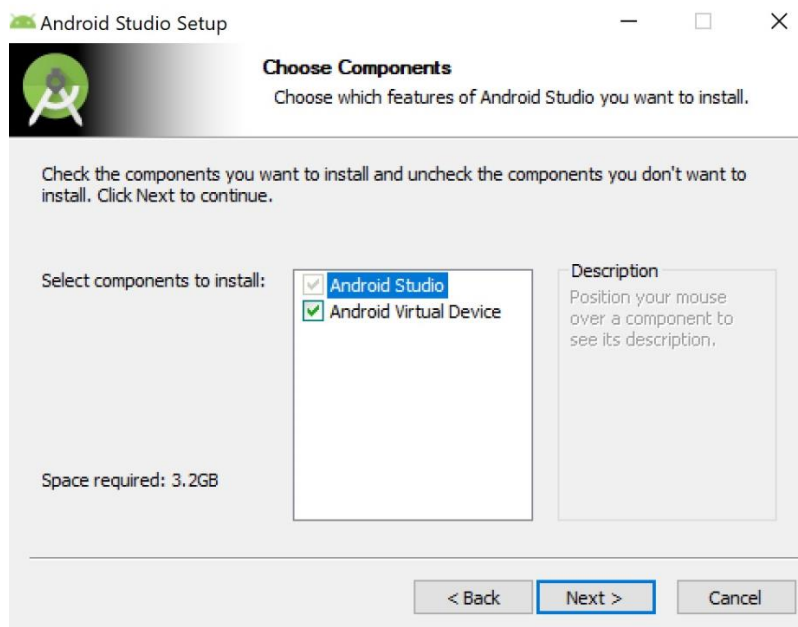 Android Studio Setup
Choose Components
Choose which features of Android Studio you want to install.
Check the components you want to install and uncheck the components you don't want to
install. Click Next to continue.
Select components to install:
Android Studio
Android Virtual Device
Description
Position your mouse
over a component to
see its description.
Space required: 3.2GB
< Back
Next >
Cancel